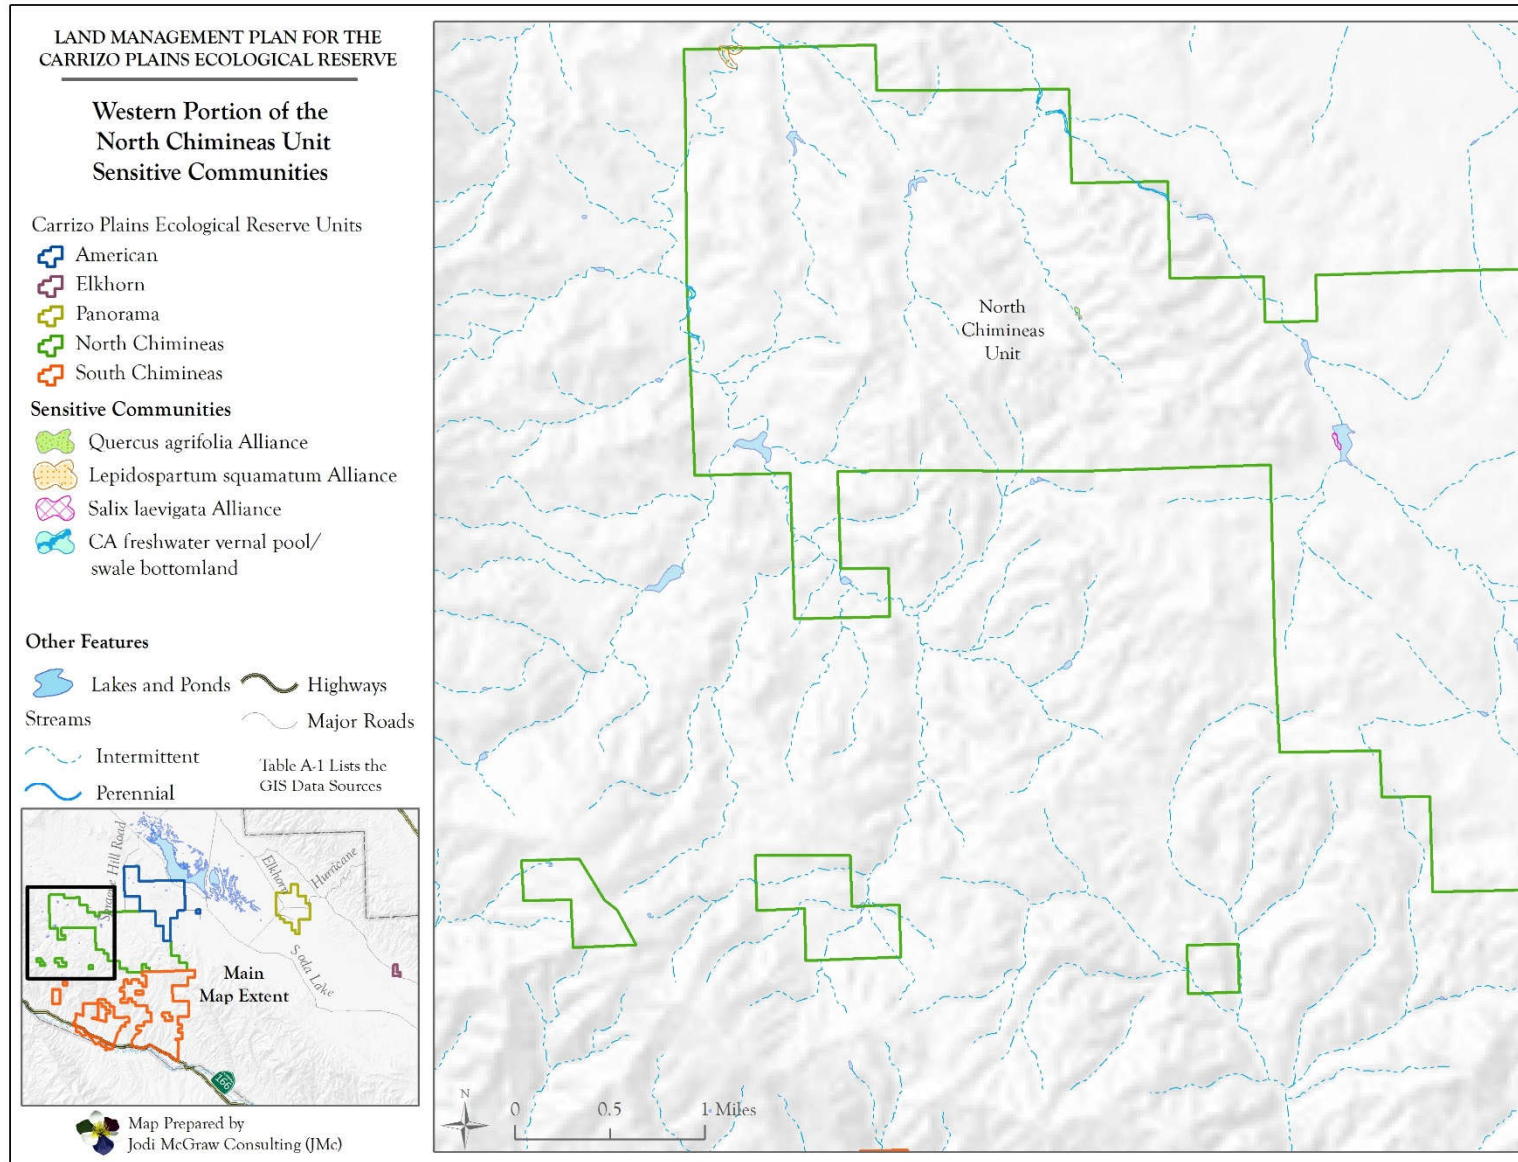 LAND MANAGEMENT PLAN FOR THE
CARRIZO PLAINS ECOLOGICAL RESERVE
Western Portion of the
North Chimineas Unit
Sensitive Communities
Carrizo Plains Ecological Reserve Units
American
Elkhorn
Panorama
North Chimineas
South Chimineas
Sensitive Communities
Quercus agrifolia Alliance
Lepidospartum squamatum Alliance
Salix laevigata Alliance
CA freshwater vernal pool/
swale bottomland
Other Features
Lakes and Ponds
Highways
Streams
Major Roads
Intermittent
Table A-1 Lists the
GIS Data Sources
Perennial
Hill Road
Elkhorn
Hurricane
Soda Lake
Main
Map Extent
166
Map Prepared by
Jodi McGraw Consulting (JMc)
North
Chimineas
Unit
N
0 0.5 1 Miles